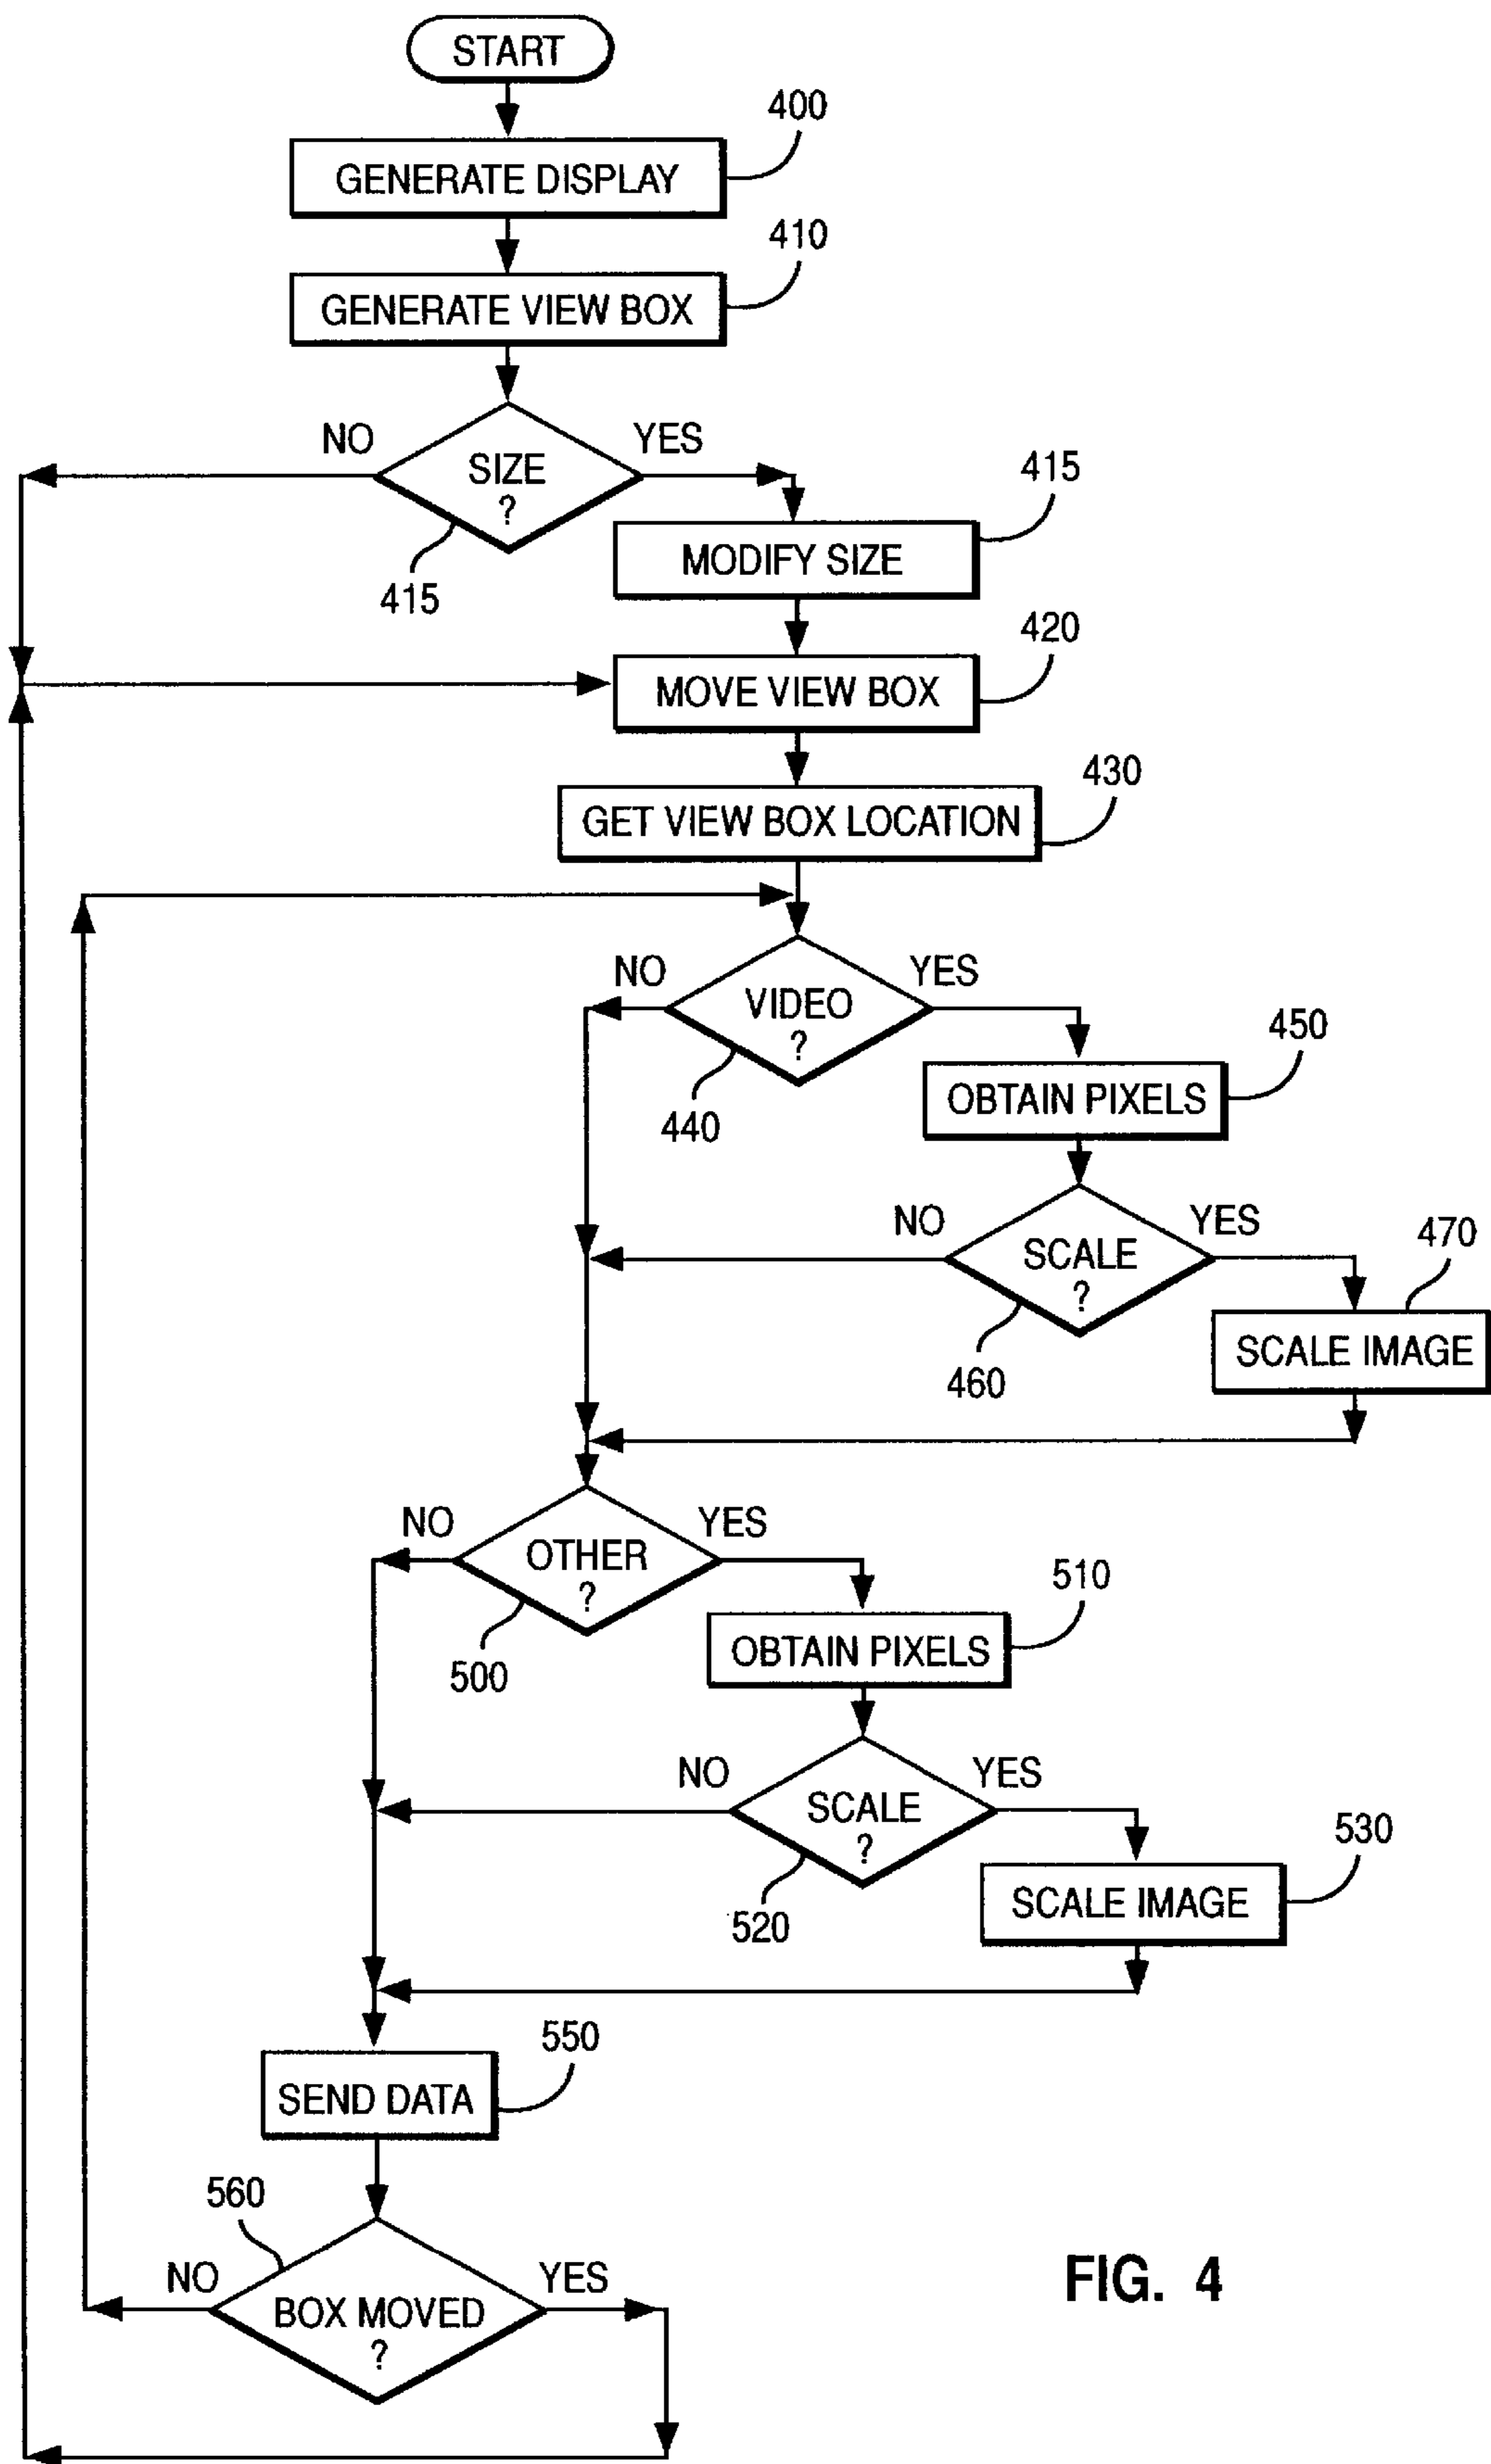 START
400
GENERATE DISPLAY
410
GENERATE VIEW BOX
NO
YES
SIZE
?
415
415
MODIFY SIZE
420
MOVE VIEW BOX
430
GET VIEW BOX LOCATION
NO
YES
VIDEO
?
440
450
OBTAIN PIXELS
NO
YES
SCALE
?
460
470
SCALE IMAGE
NO
YES
OTHER
?
500
510
OBTAIN PIXELS
NO
YES
SCALE
?
520
530
SCALE IMAGE
550
SEND DATA
560
NO
YES
BOX MOVED
?
FIG. 4